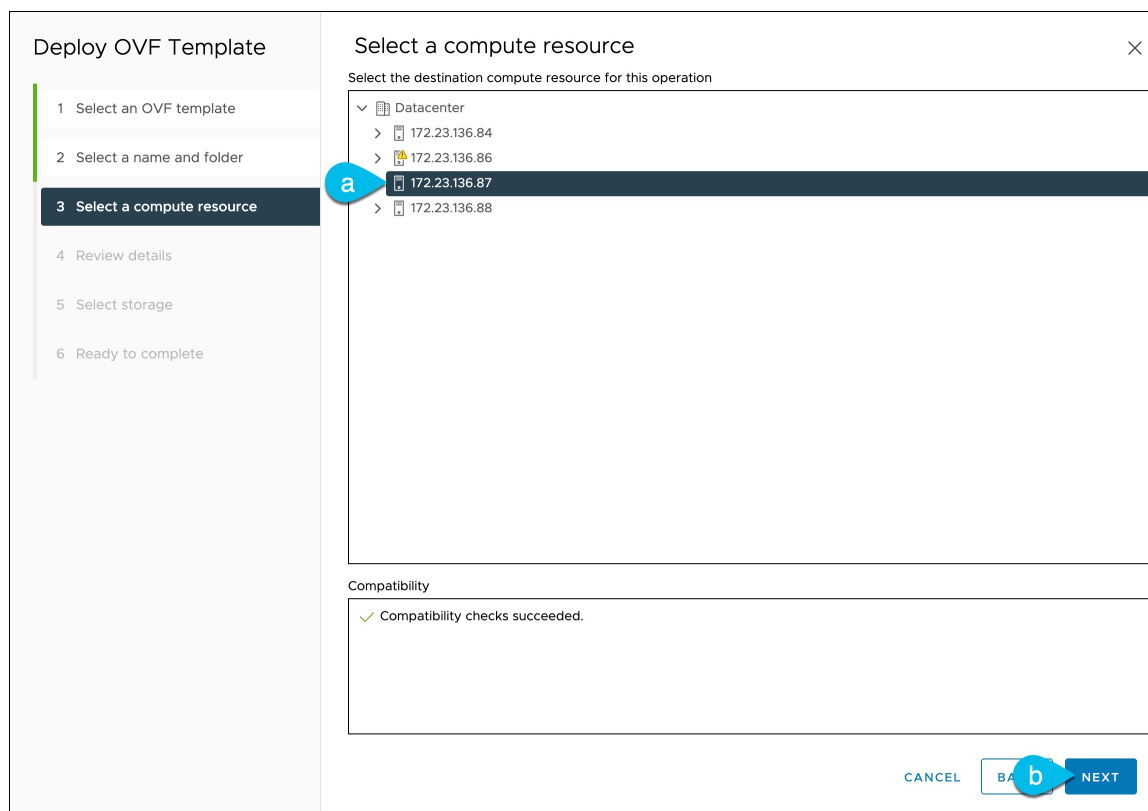 Deploy OVF Template
1 Select an OVF template
2 Select a name and folder
3 Select a compute resource
4 Review details
5 Select storage
6 Ready to complete
Select a compute resource
Select the destination compute resource for this operation
Datacenter
172.23.136.84
172.23.136.86
a
172.23.136.87
172.23.136.88
Compatibility
Compatibility checks succeeded.
CANCEL
BA
b
NEXT